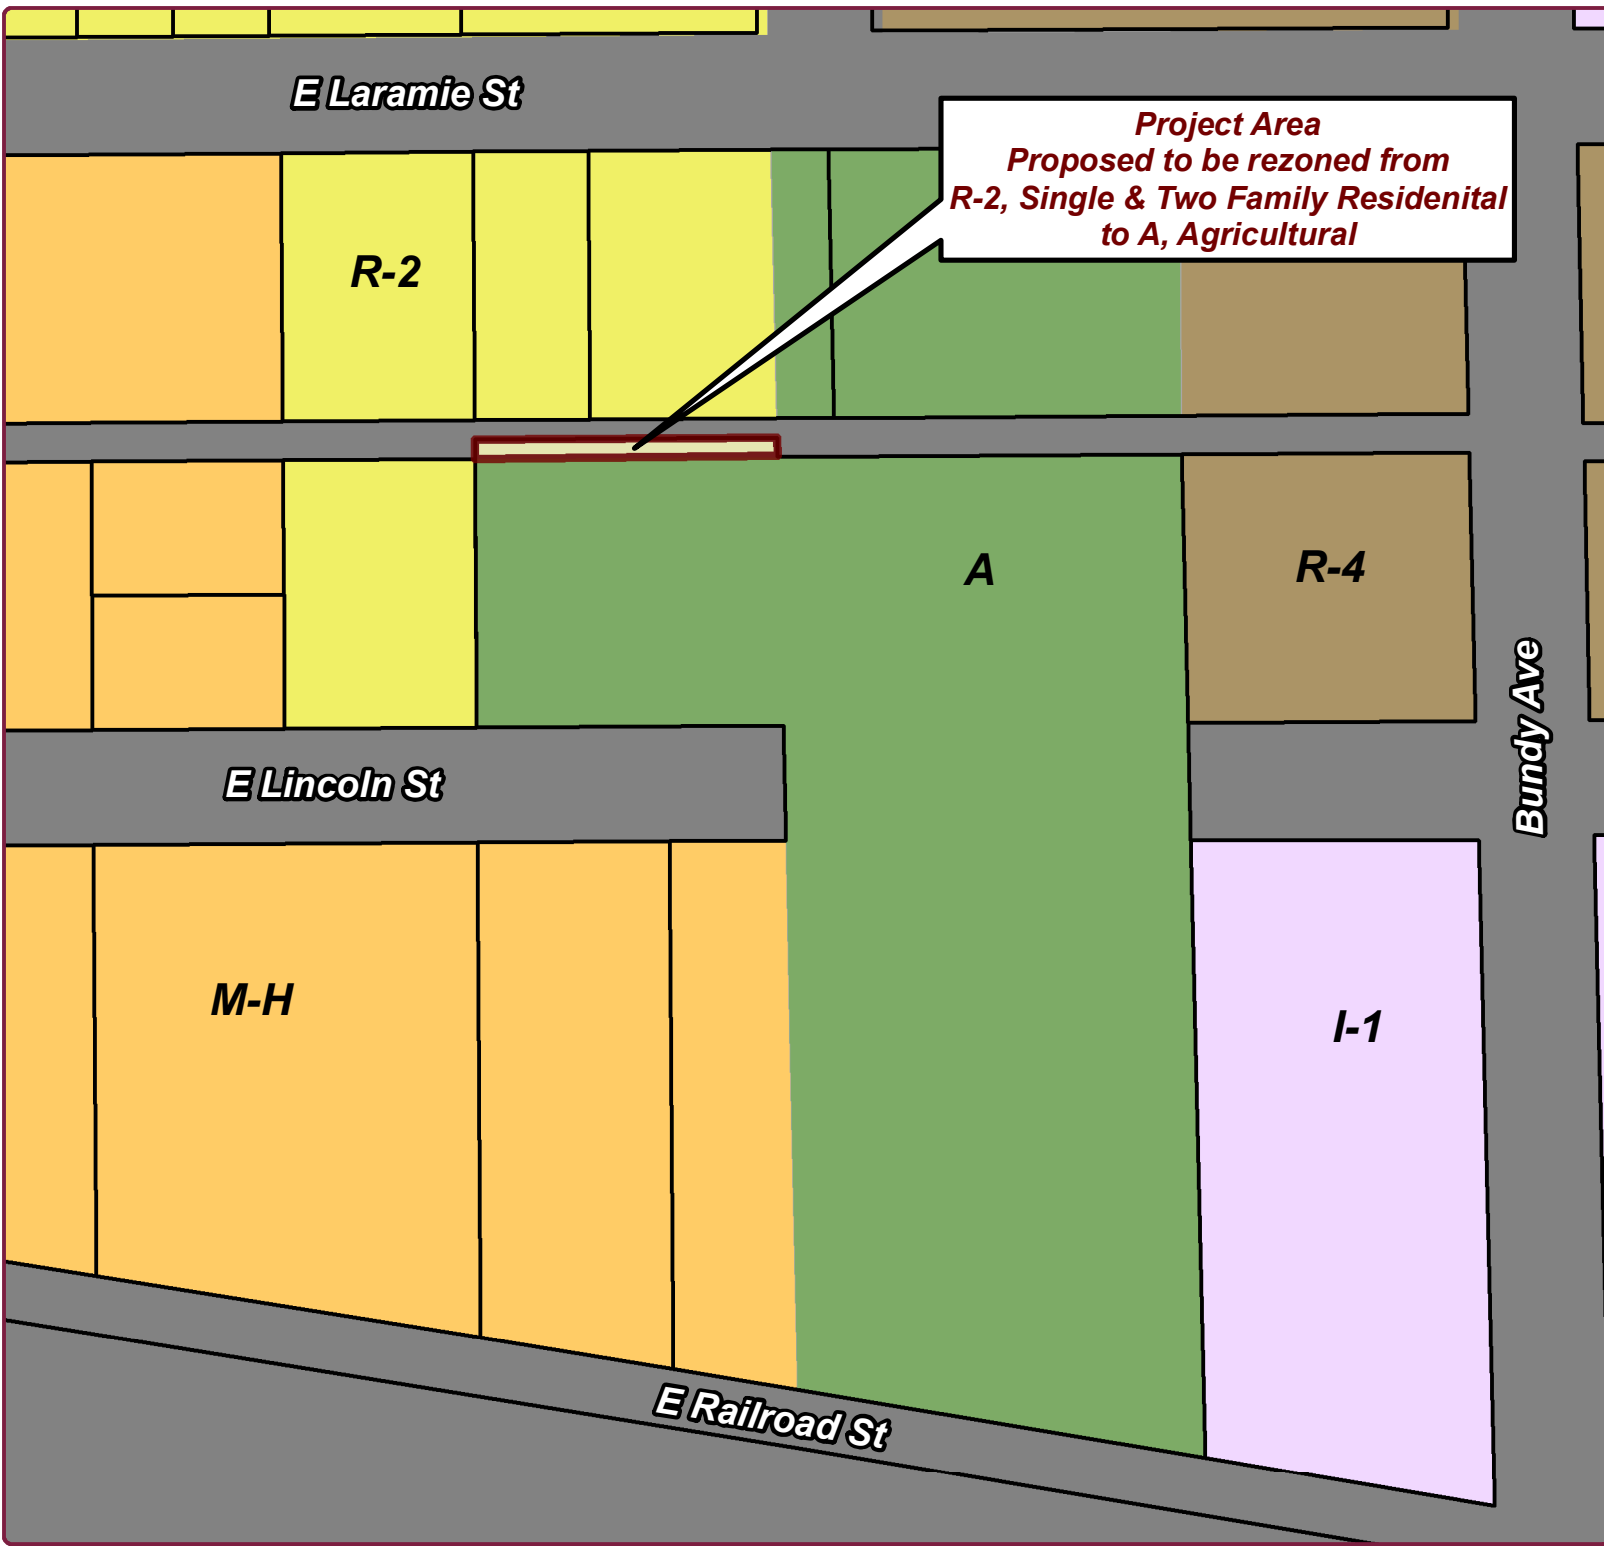 E Laramie St
Project Area
Proposed to be rezoned from
R-2, Single & Two Family Residenital
to A, Agricultural
R-2
A
R-4
Bundy Ave
E Lincoln St
M-H
I-1
E Railroad St